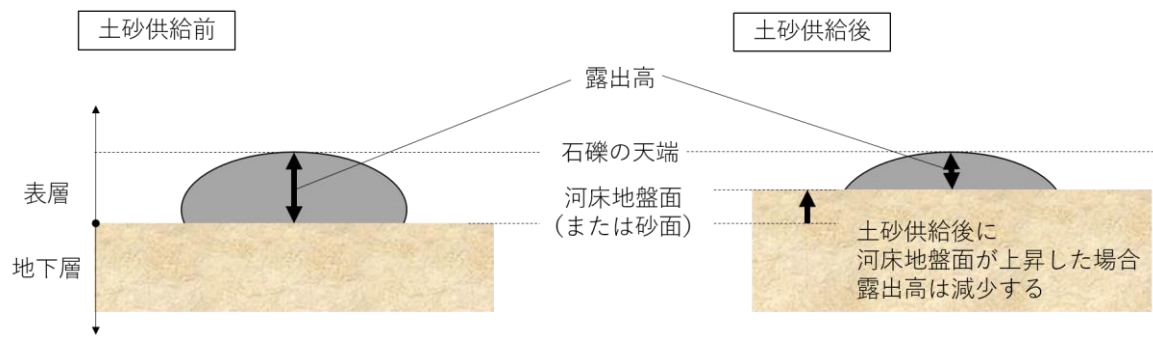 土砂供給前
土砂供給後
露出高
石礫の天端
表層
河床地盤面
(または砂面)
地下層
土砂供給後に
河床地盤面が上昇した場合
露出高は減少する